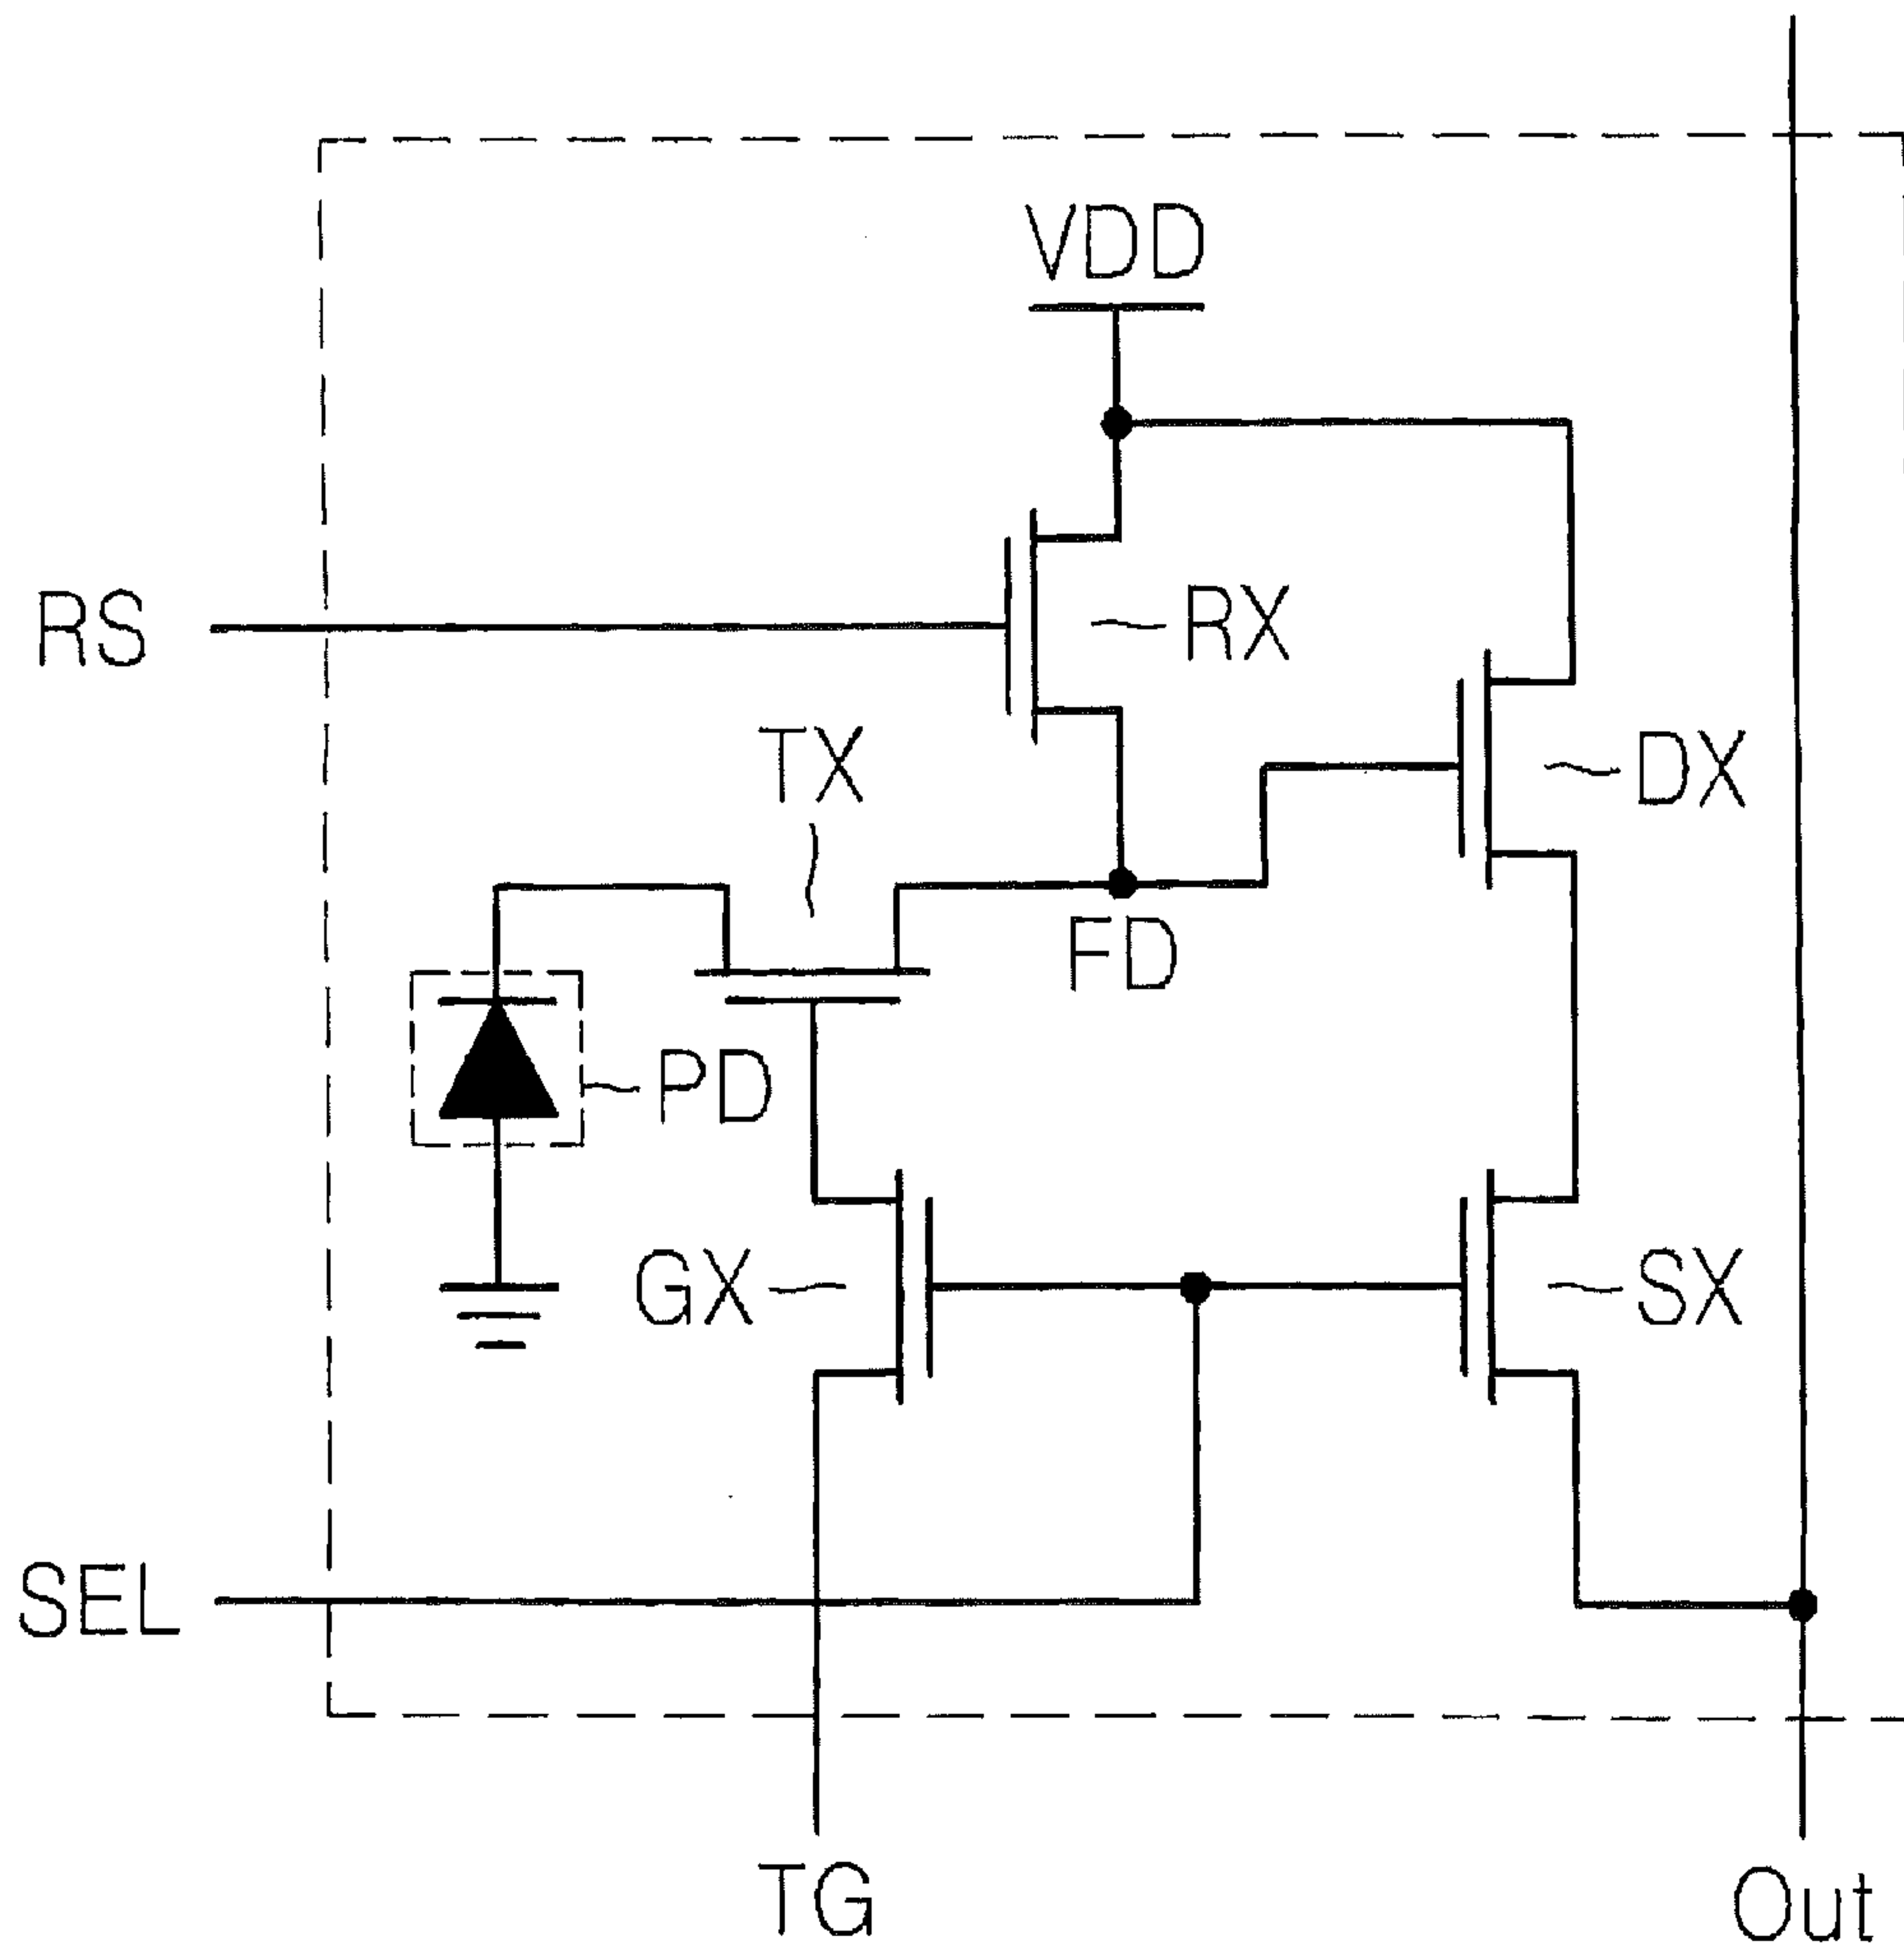 VDD
RS
RX
TX
DX
FD
PD
GX
SX
SEL
TG
Out